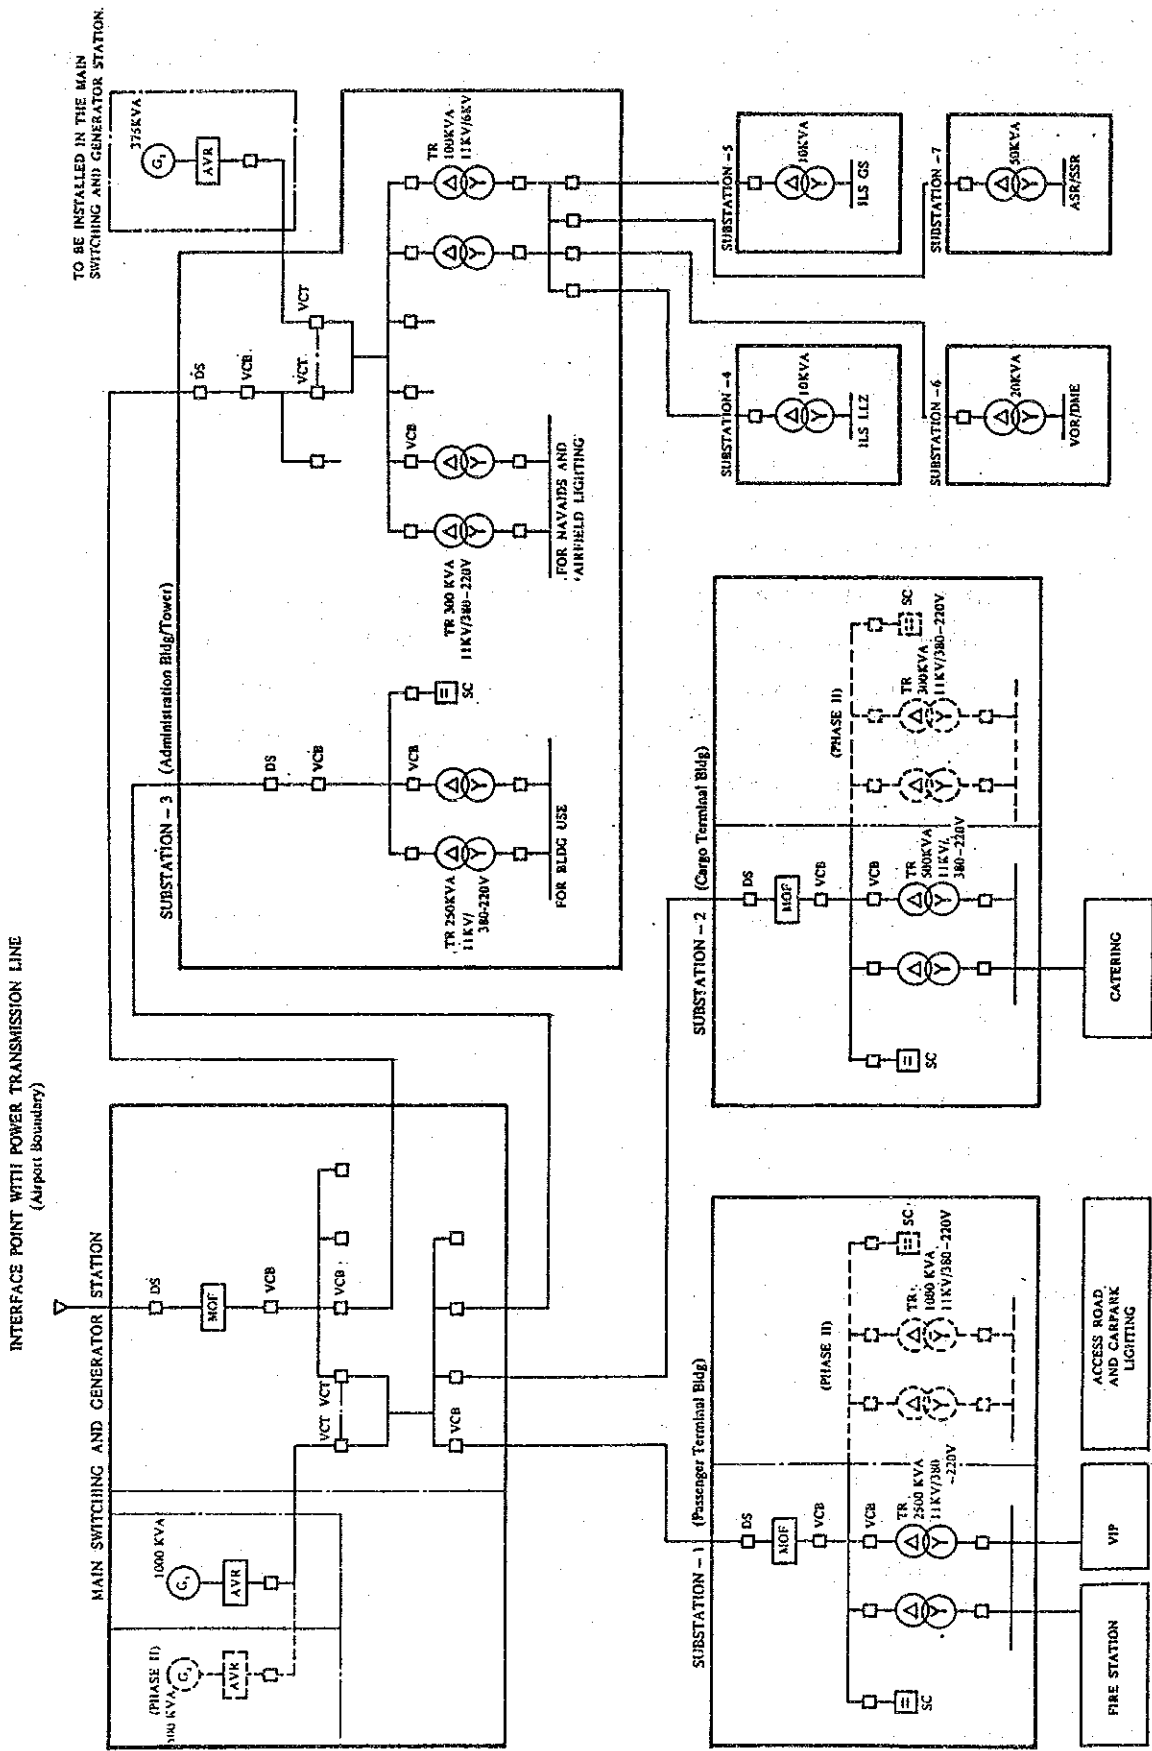 INTERFACE POINT WITH POWER TRANSMISSION LINE
(Airport Boundary)
MAIN SWITCHING AND GENERATOR STATION
DS
MOF
VCB
VCB
VCT VCT
VCB
1000 KVA
G₁
AVR
(PHASE II)
500 KVA
G₂
AVR
TO BE INSTALLED IN THE MAIN
SWITCHING AND GENERATOR STATION.
375KVA
G₃
AVR
SUBSTATION – 3 (Administration Bldg/Tower)
DS
VCB
VCT
VCT
DS
VCB
VCB
SC
TR 250KVA
11KV/
380-220V
FOR BLDG USE
VCB
TR 300 KVA
11KV/380-220V
FOR NAVAIDS AND
AIRFIELD LIGHTING
TR
100KVA
11KV/6KV
SUBSTATION – 1 (Passenger Terminal Bldg)
DS
MOF
VCB
VCB
SC
TR
2500 KVA
11KV/380
-220V
(PHASE II)
TR
1000 KVA
11KV/380-220V
SC
FIRE STATION
VIP
ACCESS ROAD
AND CARPARK
LIGHTING
SUBSTATION – 2 (Cargo Terminal Bldg)
DS
MOF
VCB
VCB
SC
TR
500KVA
11KV/
380-220V
(PHASE II)
TR
300KVA
11KV/380-220V
SC
CATERING
SUBSTATION – 4
10KVA
ILS LLZ
SUBSTATION – 5
10KVA
ILS GS
SUBSTATION – 6
20KVA
VOR/DME
SUBSTATION – 7
50KVA
ASR/SSR